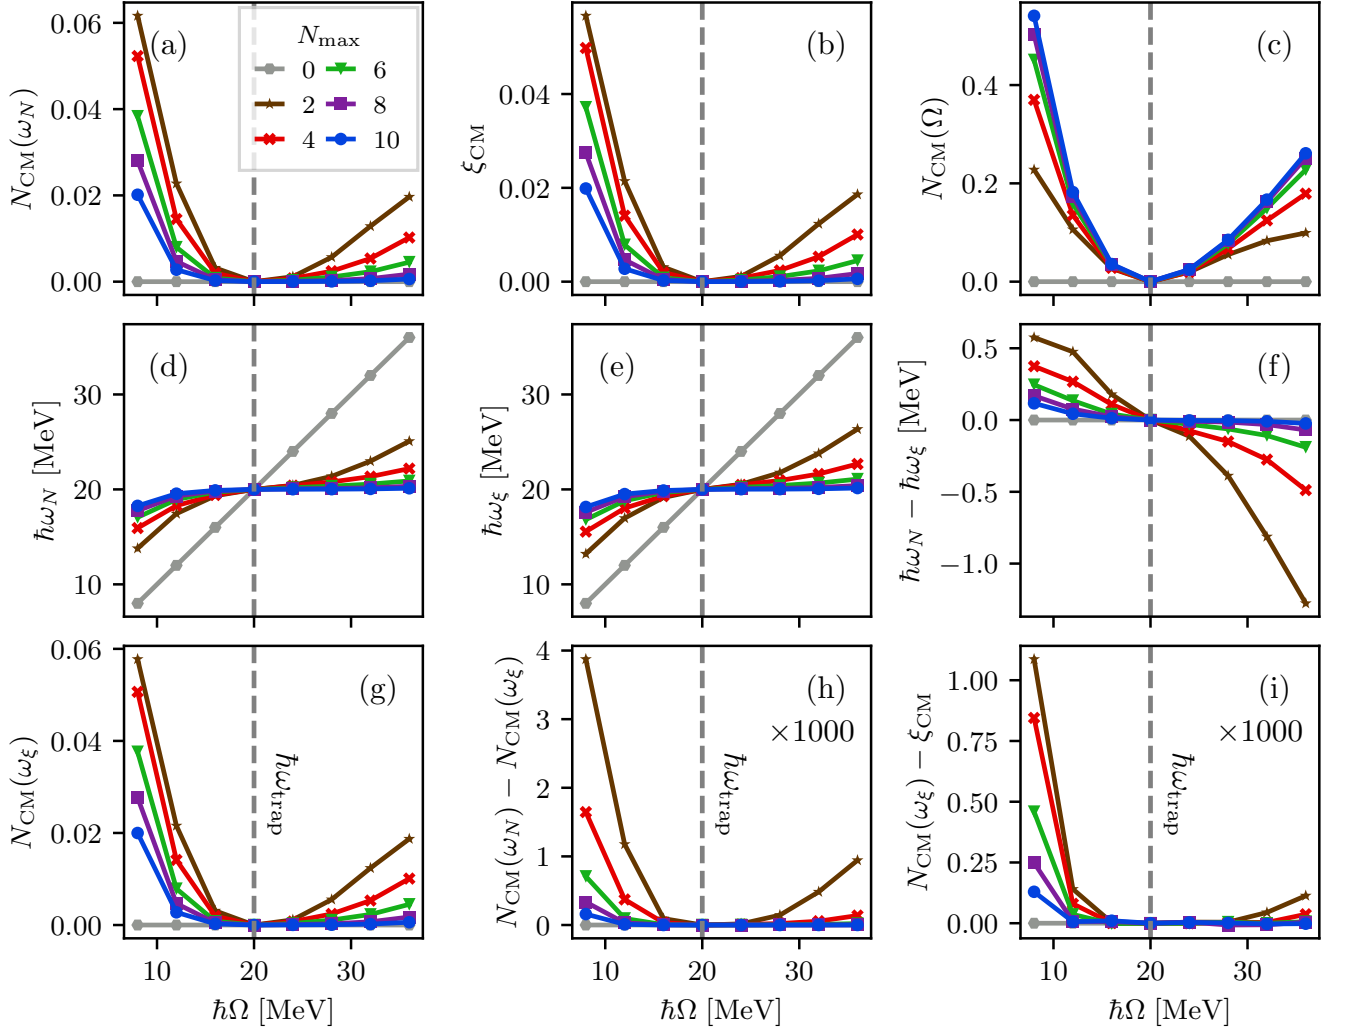 N_CM(ω_N)
0.06
0.04
0.02
0.00
(a)
N_max
0 6
2 8
4 10
ξ_CM
0.04
0.02
0.00
(b)
N_CM(Ω)
0.4
0.2
0.0
(c)
ħω_N [MeV]
30
20
10
(d)
ħω_ξ [MeV]
30
20
10
(e)
ħω_N − ħω_ξ [MeV]
0.5
0.0
−0.5
−1.0
(f)
N_CM(ω_ξ)
0.06
0.04
0.02
0.00
(g)
ħω_trap
10 20 30
ħΩ [MeV]
N_CM(ω_N) − N_CM(ω_ξ)
4
3
2
1
0
(h)
×1000
ħω_trap
10 20 30
ħΩ [MeV]
N_CM(ω_ξ) − ξ_CM
1.00
0.75
0.50
0.25
0.00
(i)
×1000
ħω_trap
10 20 30
ħΩ [MeV]